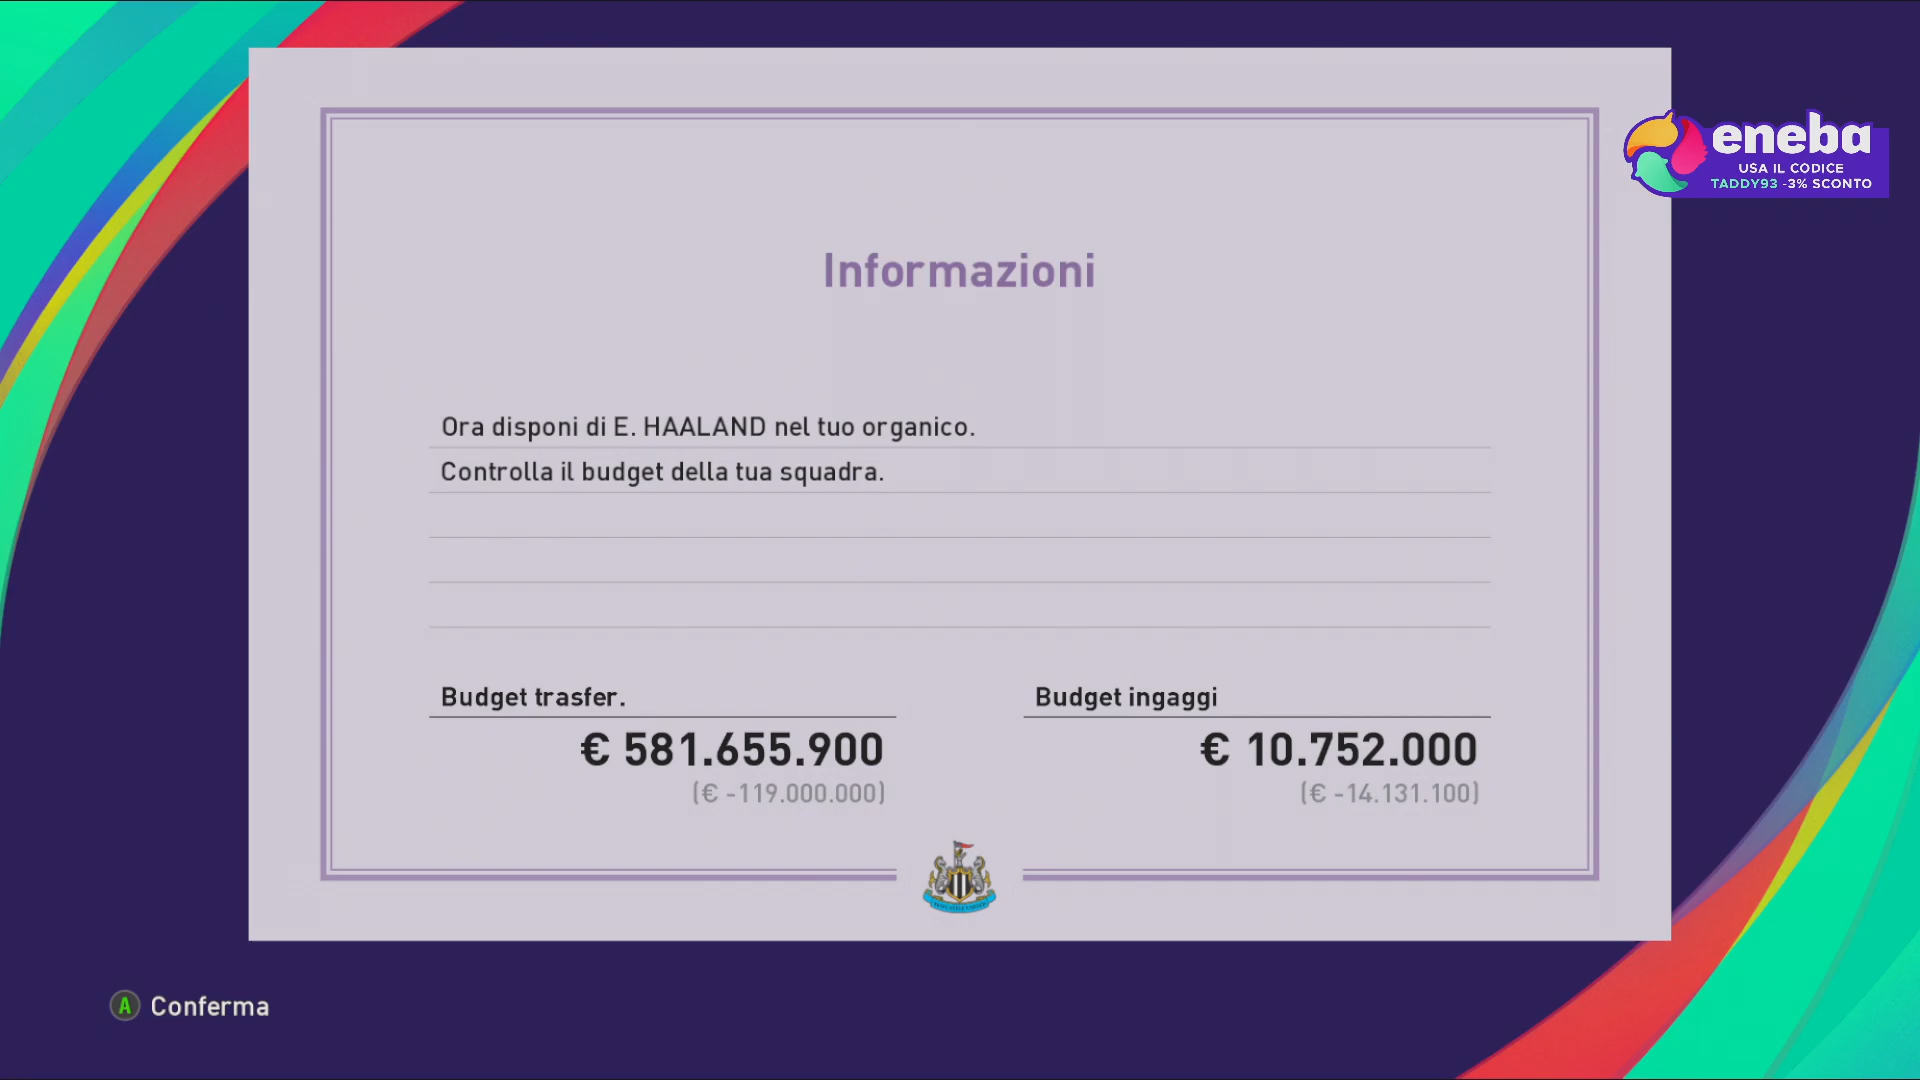 eneba
USA IL CODICE
TADDY93 -3% SCONTO
Informazioni
Ora disponi di E. HAALAND nel tuo organico.
Controlla il budget della tua squadra.
Budget trasfer.
Budget ingaggi
€ 581.655.900
€ 10.752.000
(€ -119.000.000)
(€ -14.131.100)
A Conferma